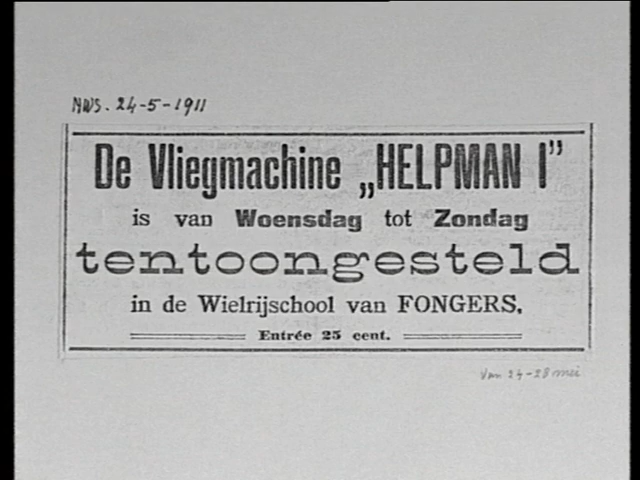 NWS. 24-5-1911
De Vliegmachine „HELPMAN I”
is van Woensdag tot Zondag
tentoongesteld
in de Wielrijschool van FONGERS.
Entrée 25 cent.
van 24-28 mei